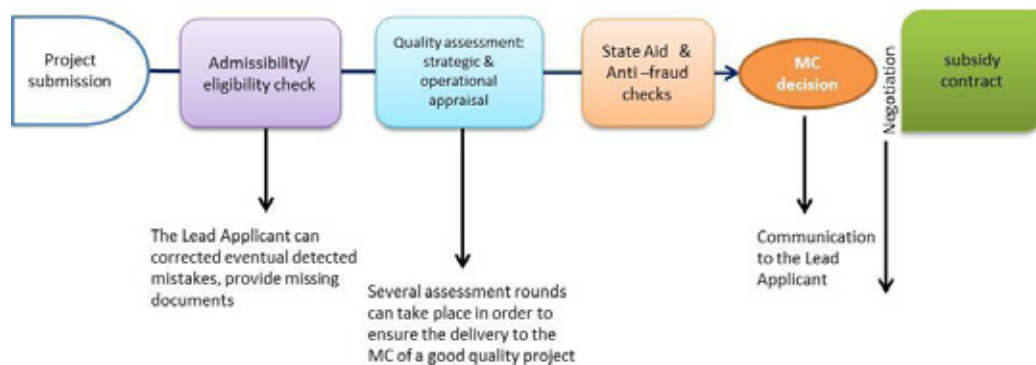 Project
submission
Admissibility/
eligibility check
Quality assessment:
strategic &
operational
appraisal
State Aid &
Anti –fraud
checks
MC
decision
Negotiation
subsidy
contract
The Lead Applicant can
corrected eventual detected
mistakes, provide missing
documents
Several assessment rounds
can take place in order to
ensure the delivery to the
MC of a good quality project
Communication
to the Lead
Applicant